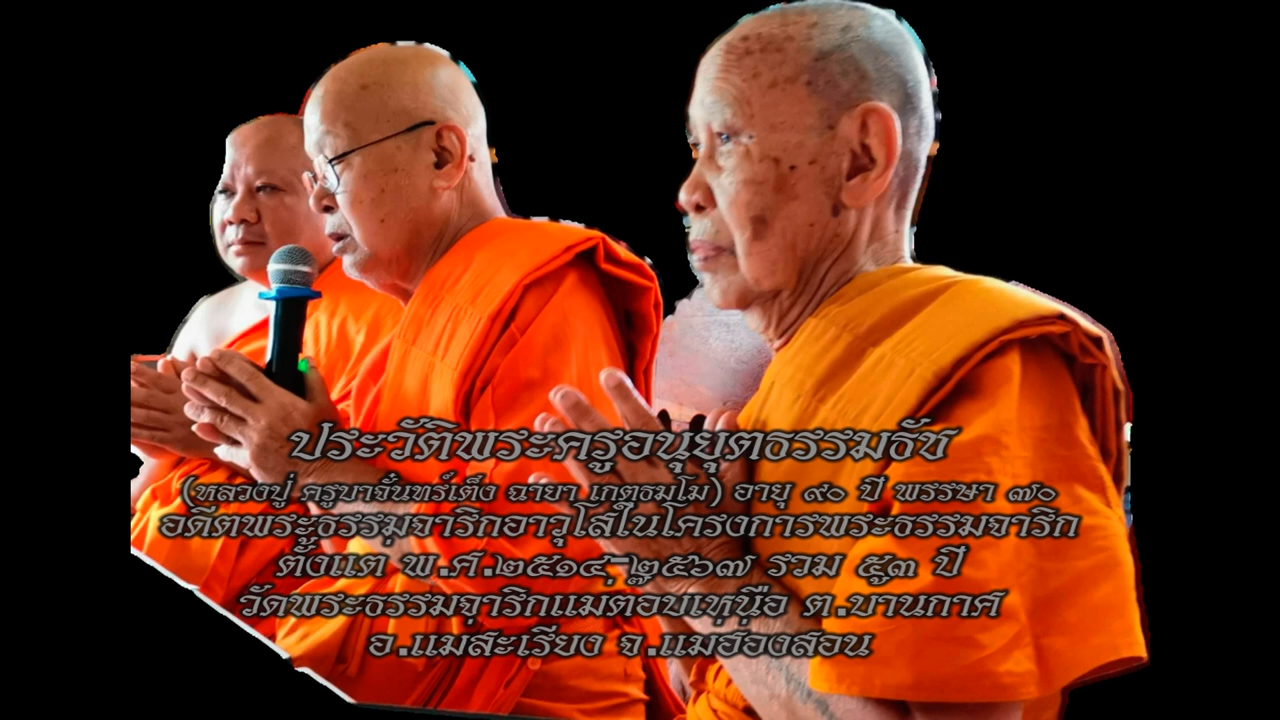 ประวัติพระครูอนุยุตธรรมธัช
(หลวงปู่ ครูบาจันทร์เต็ง ฉายา เกตุธมฺโม) อายุ ๙๐ ปี พรรษา ๗๐
อดีตพระธรรมจาริกอาวุโสในโครงการพระธรรมจาริก
ตั้งแต่ พ.ศ.๒๕๑๔-๒๕๖๗ รวม ๕๓ ปี
วัดพระธรรมจาริกแม่ต๊อบเหนือ ต.บ้านกาศ
อ.แม่สะเรียง จ.แม่ฮ่องสอน